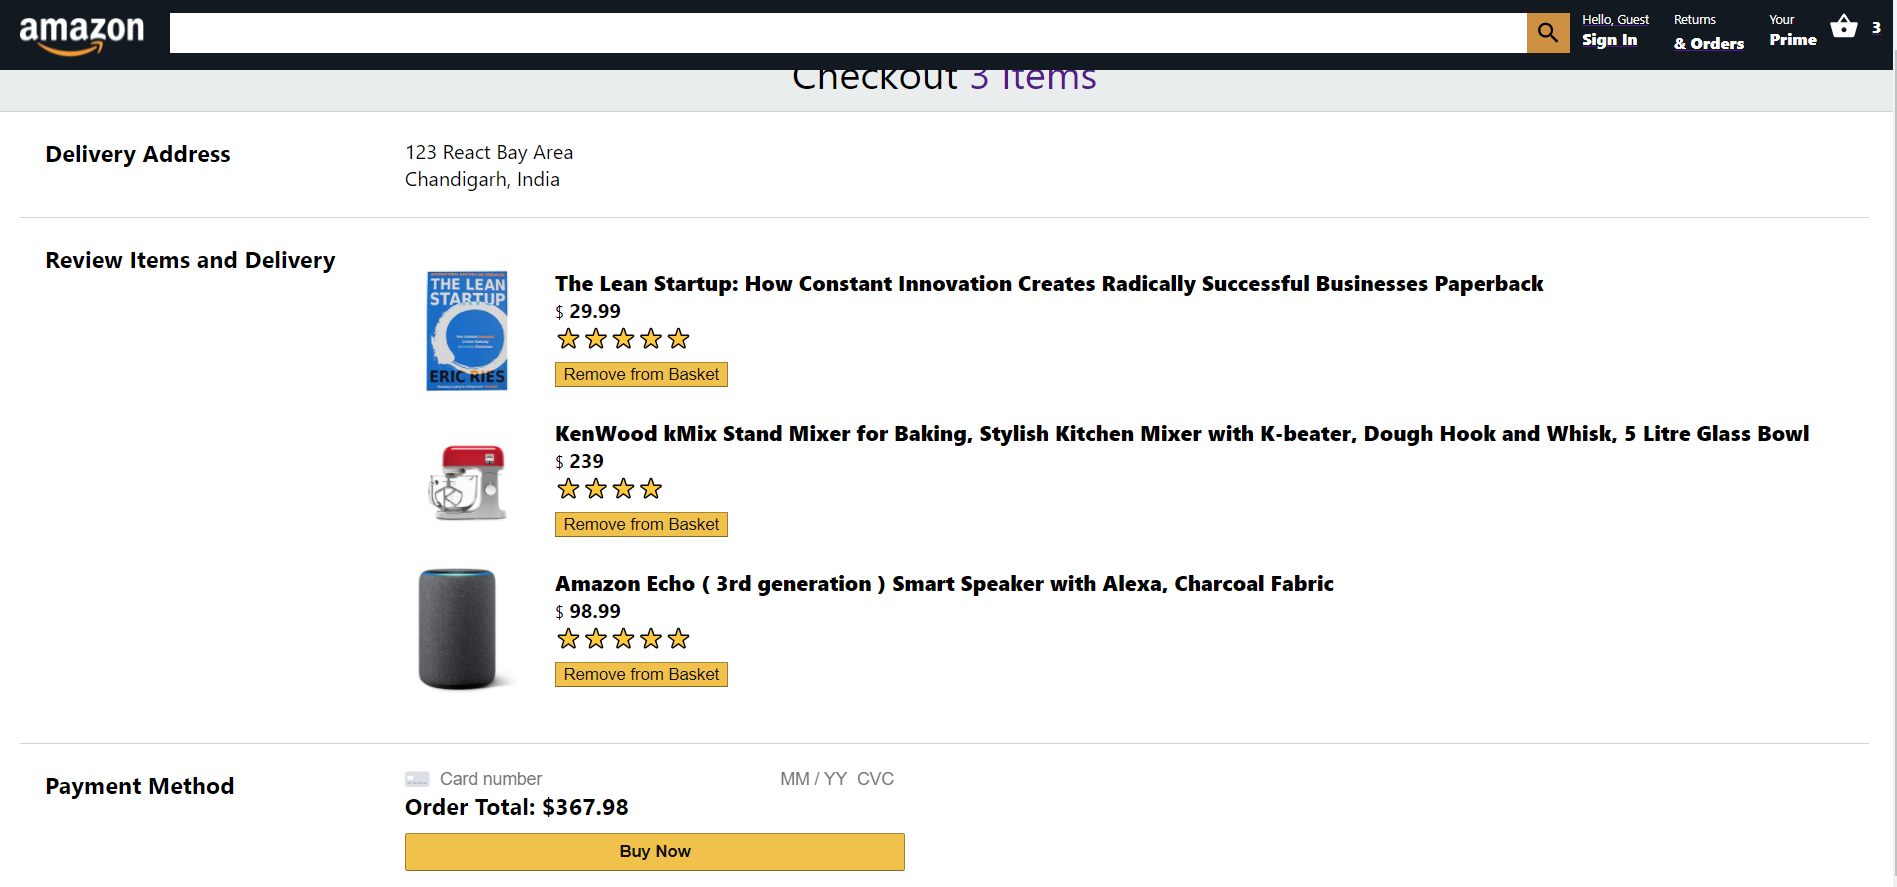 amazon
Hello, Guest
Sign In
Returns
& Orders
Your
Prime
3
Checkout 3 items
Delivery Address
123 React Bay Area
Chandigarh, India
Review Items and Delivery
THE LEAN
STARTUP
ERIC RIES
The Lean Startup: How Constant Innovation Creates Radically Successful Businesses Paperback
$ 29.99
Remove from Basket
KenWood kMix Stand Mixer for Baking, Stylish Kitchen Mixer with K-beater, Dough Hook and Whisk, 5 Litre Glass Bowl
$ 239
Remove from Basket
Amazon Echo ( 3rd generation ) Smart Speaker with Alexa, Charcoal Fabric
$ 98.99
Remove from Basket
Payment Method
Card number MM / YY CVC
Order Total: $367.98
Buy Now